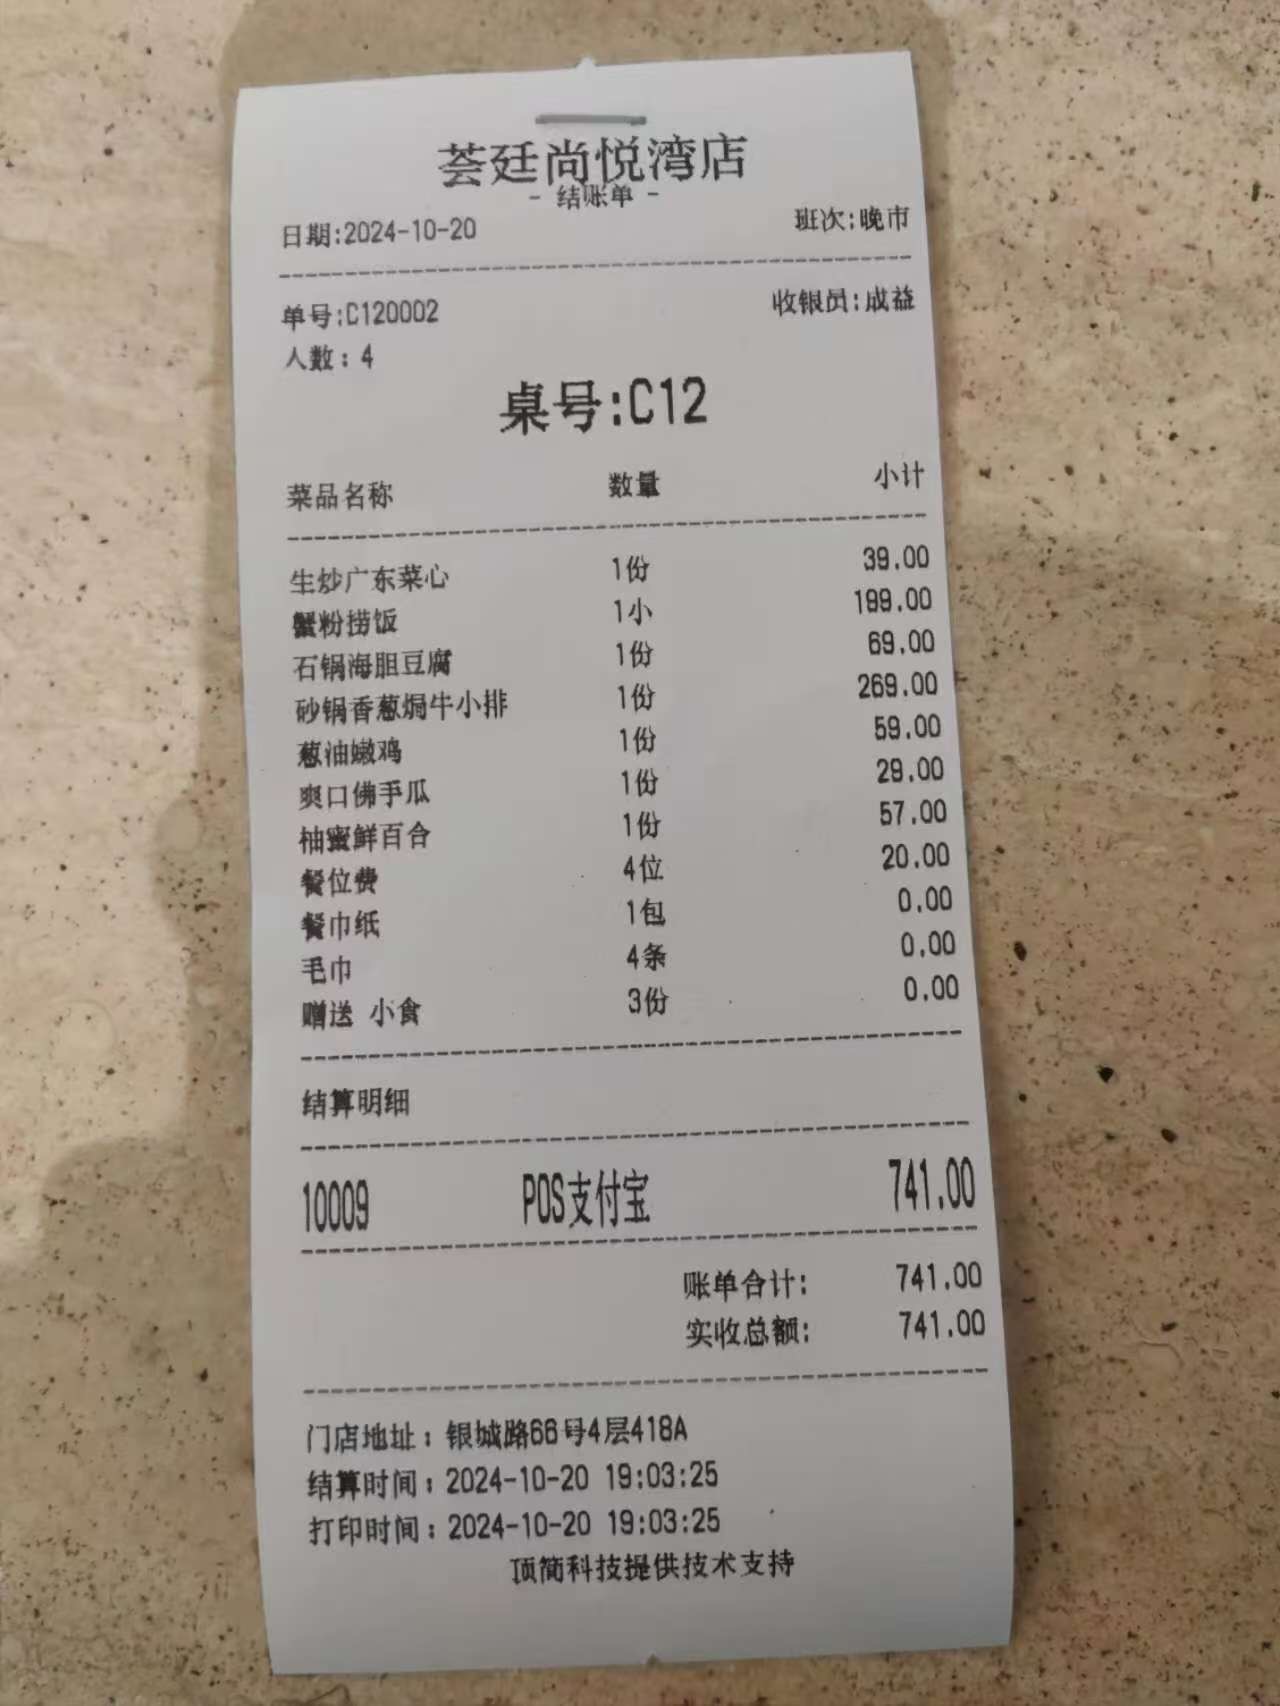 荟廷尚悦湾店
- 结账单 -
日期:2024-10-20 班次:晚市
单号:C120002 收银员:成益
人数：4
桌号:C12
菜品名称 数量 小计
生炒广东菜心 1份 39.00
蟹粉捞饭 1小 199.00
石锅海胆豆腐 1份 69.00
砂锅香葱焗牛小排 1份 269.00
葱油嫩鸡 1份 59.00
爽口佛手瓜 1份 29.00
柚蜜鲜百合 1份 57.00
餐位费 4位 20.00
餐巾纸 1包 0.00
毛巾 4条 0.00
赠送 小食 3份 0.00
结算明细
10009 POS支付宝 741.00
账单合计: 741.00
实收总额: 741.00
门店地址：银城路66号4层418A
结算时间：2024-10-20 19:03:25
打印时间：2024-10-20 19:03:25
顶简科技提供技术支持